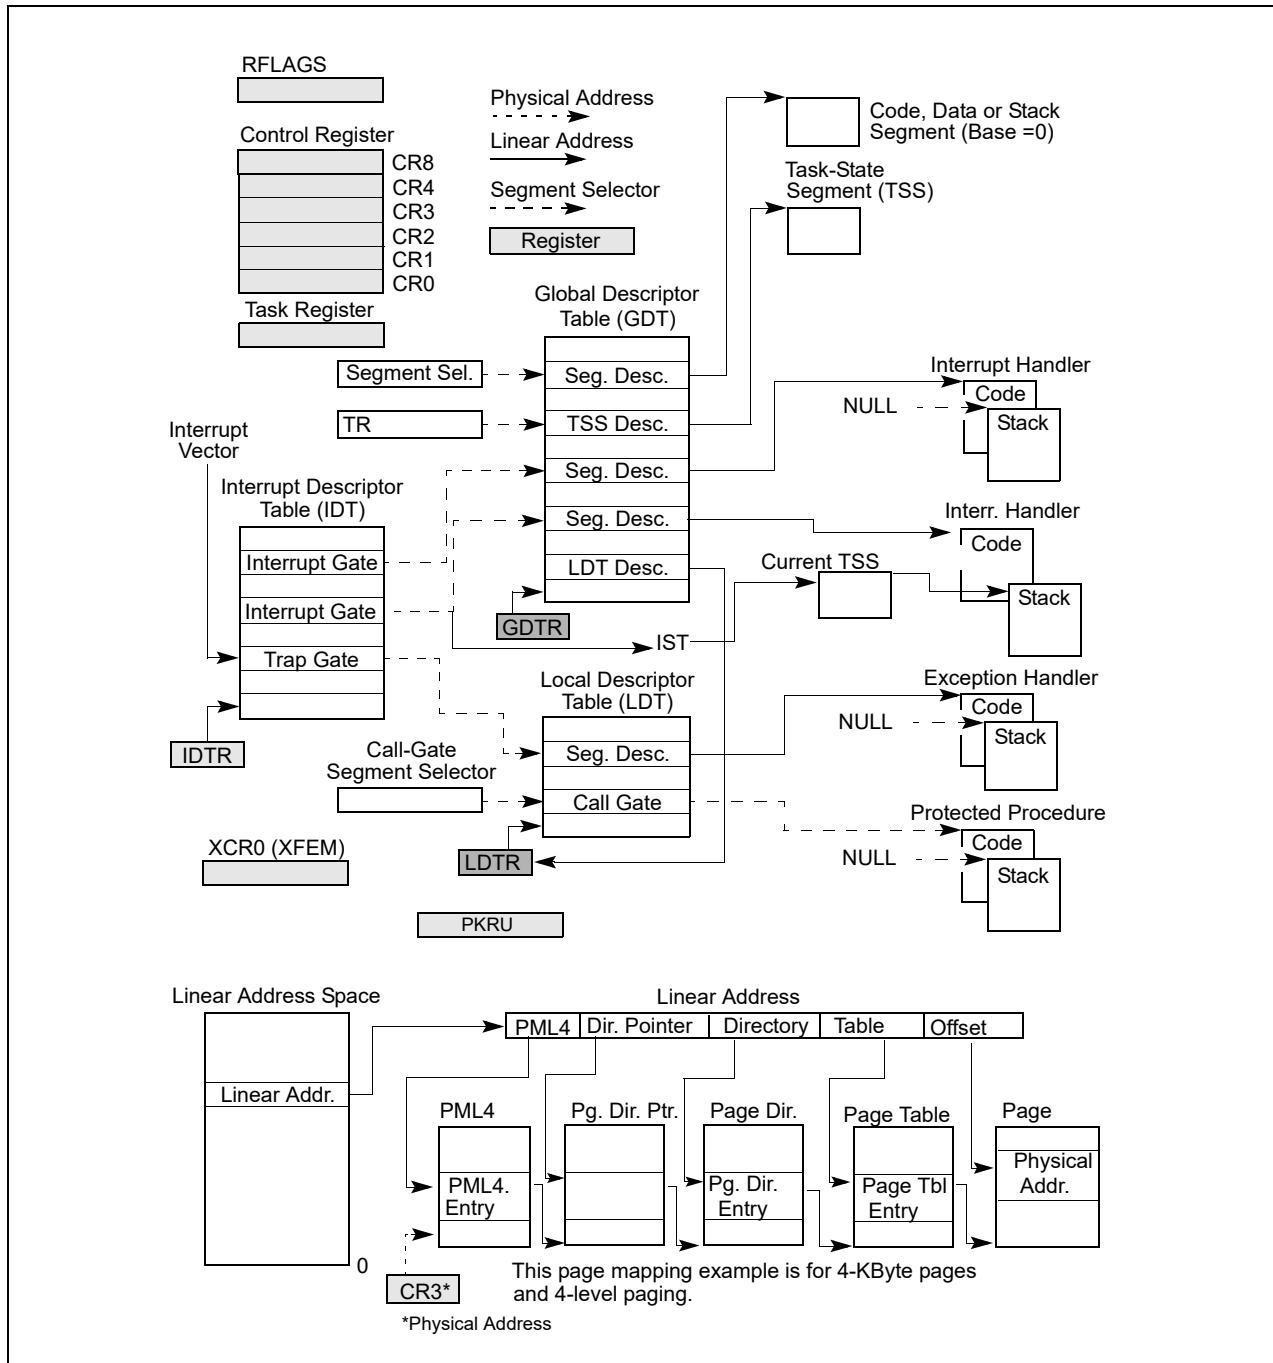 RFLAGS
Control Register
CR8
CR4
CR3
CR2
CR1
CR0
Task Register
Physical Address
Linear Address
Segment Selector
Register
Code, Data or Stack
Segment (Base =0)
Task-State
Segment (TSS)
Global Descriptor
Table (GDT)
Segment Sel.
Seg. Desc.
TR
TSS Desc.
Seg. Desc.
Seg. Desc.
LDT Desc.
GDTR
Interrupt Handler
Code
NULL
Stack
Interrupt
Vector
Interrupt Descriptor
Table (IDT)
Interrupt Gate
Interrupt Gate
Trap Gate
IDTR
Interr. Handler
Code
Current TSS
Stack
IST
Local Descriptor
Table (LDT)
Seg. Desc.
Call Gate
LDTR
Call-Gate
Segment Selector
Exception Handler
Code
NULL
Stack
Protected Procedure
Code
NULL
Stack
XCR0 (XFEM)
PKRU
Linear Address Space
Linear Addr.
0
Linear Address
PML4 Dir. Pointer Directory Table Offset
PML4
PML4.
Entry
Pg. Dir. Ptr.
Page Dir.
Pg. Dir.
Entry
Page Table
Page Tbl
Entry
Page
Physical
Addr.
CR3*
*Physical Address
This page mapping example is for 4-KByte pages
and 4-level paging.